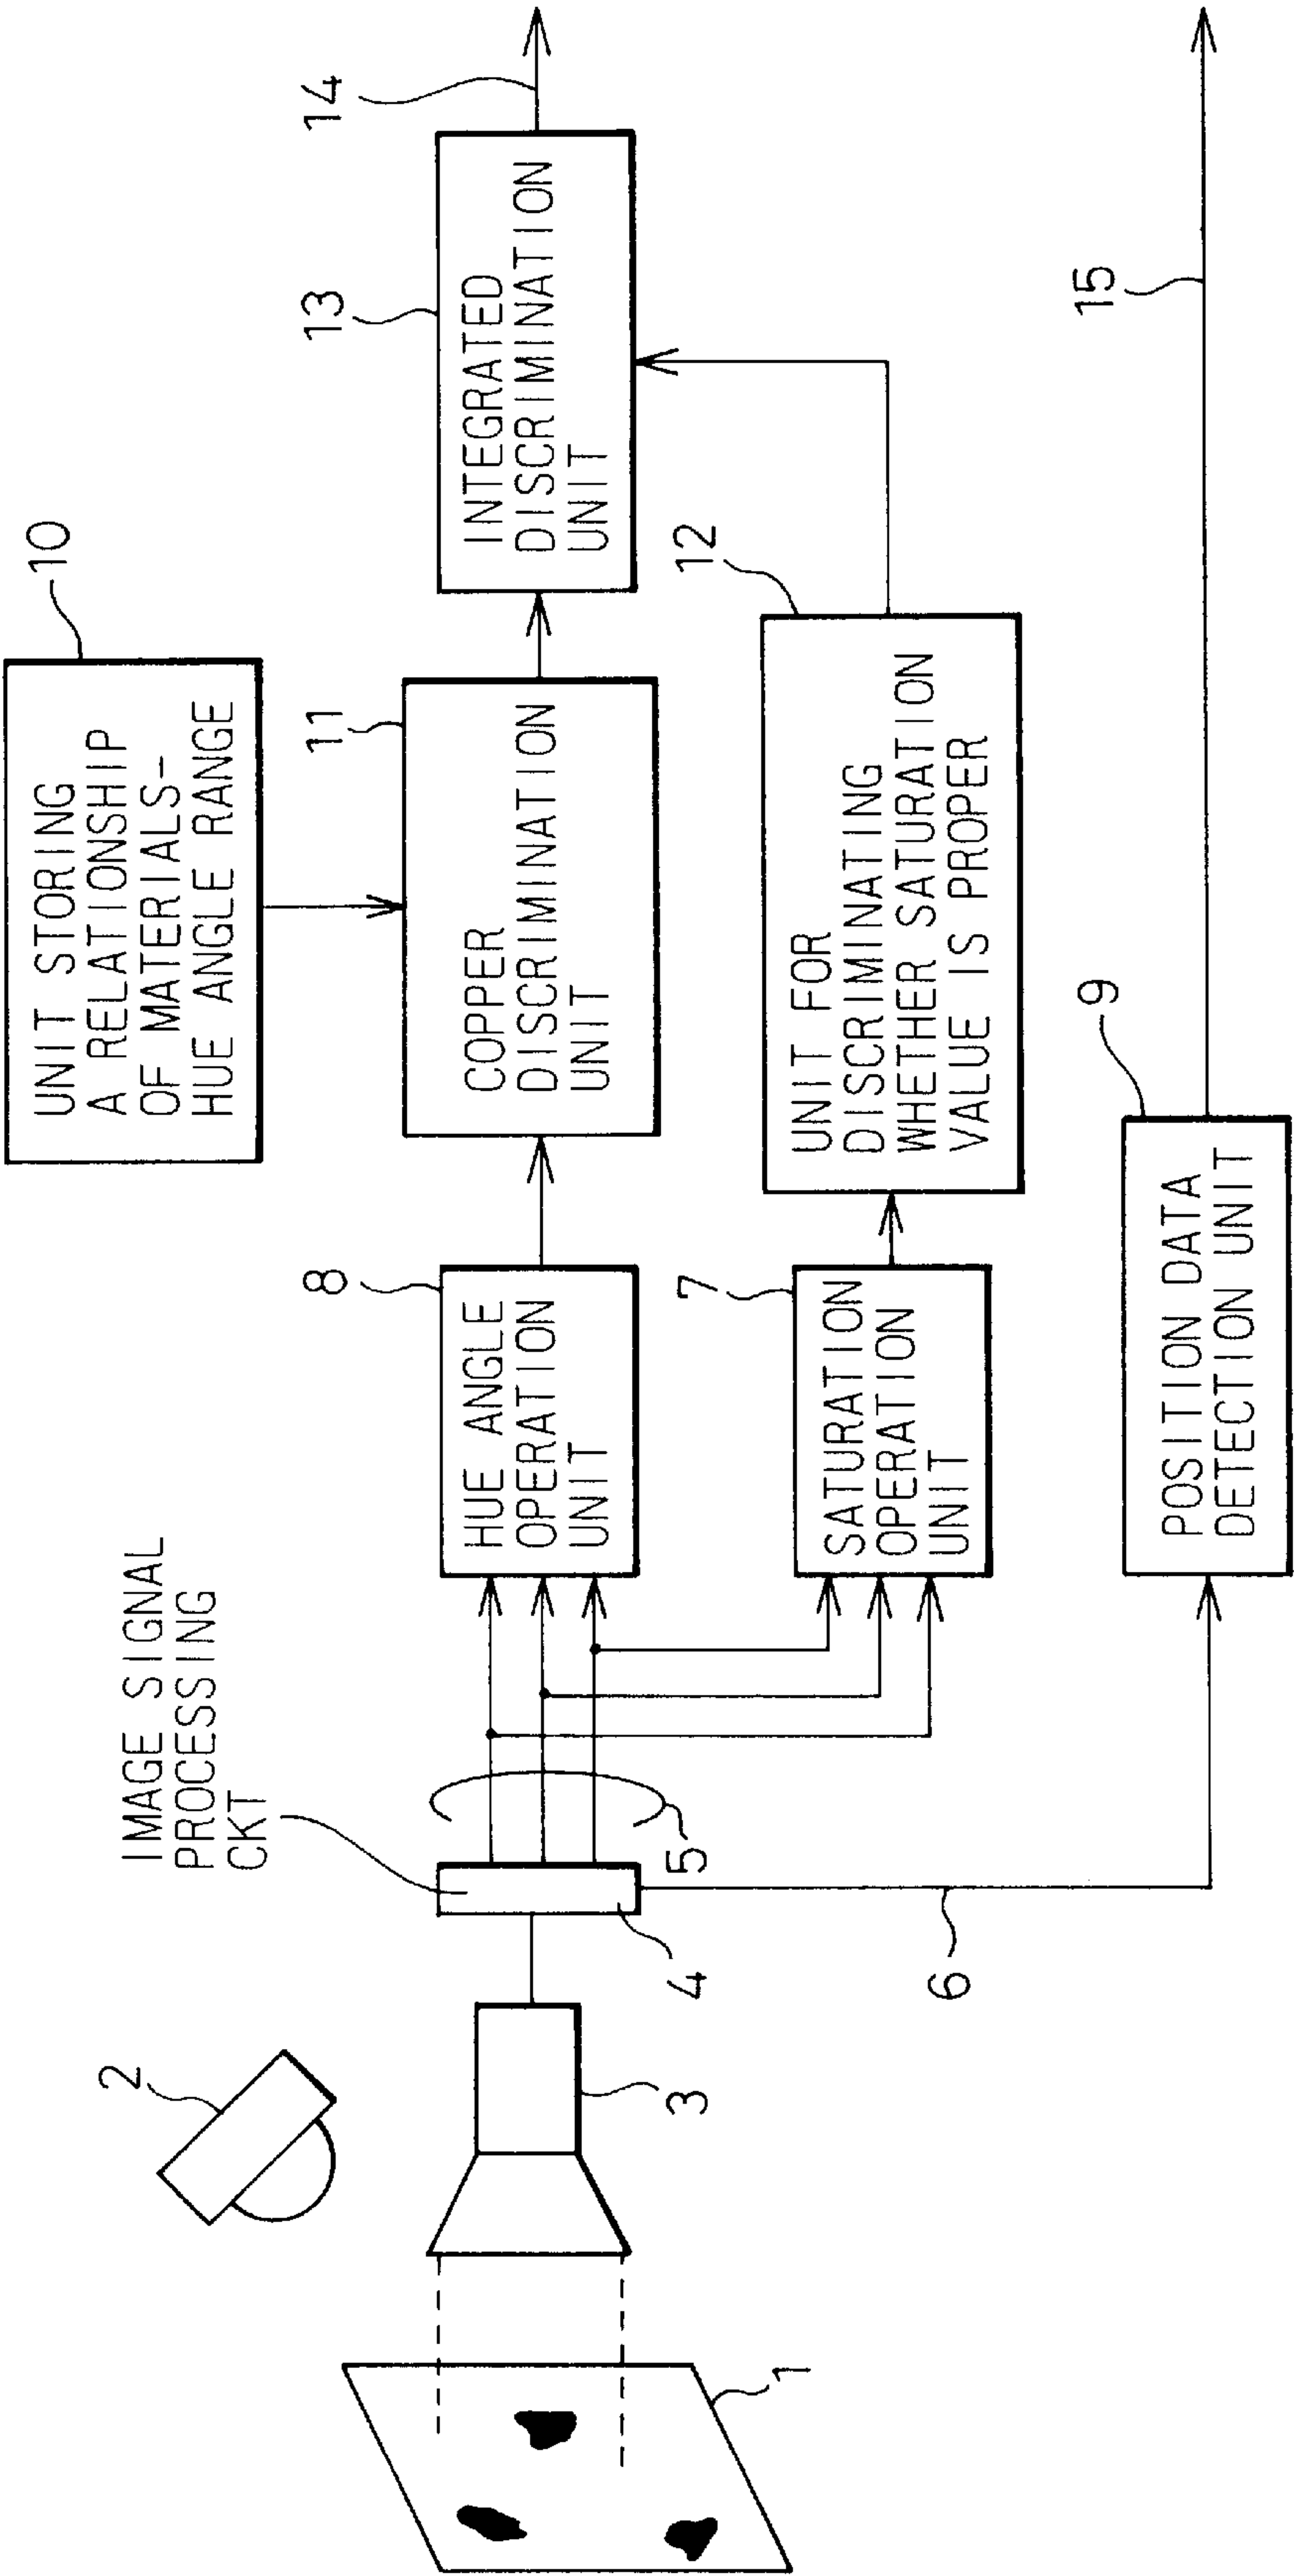 10
UNIT STORING
A RELATIONSHIP
OF MATERIALS-
HUE ANGLE RANGE
IMAGE SIGNAL
PROCESSING
CKT
2
8
HUE ANGLE
OPERATION
UNIT
11
COPPER
DISCRIMINATION
UNIT
13
INTEGRATED
DISCRIMINATION
UNIT
14
1
3
4
5
7
SATURATION
OPERATION
UNIT
12
UNIT FOR
DISCRIMINATING
WHETHER SATURATION
VALUE IS PROPER
6
9
POSITION DATA
DETECTION UNIT
15